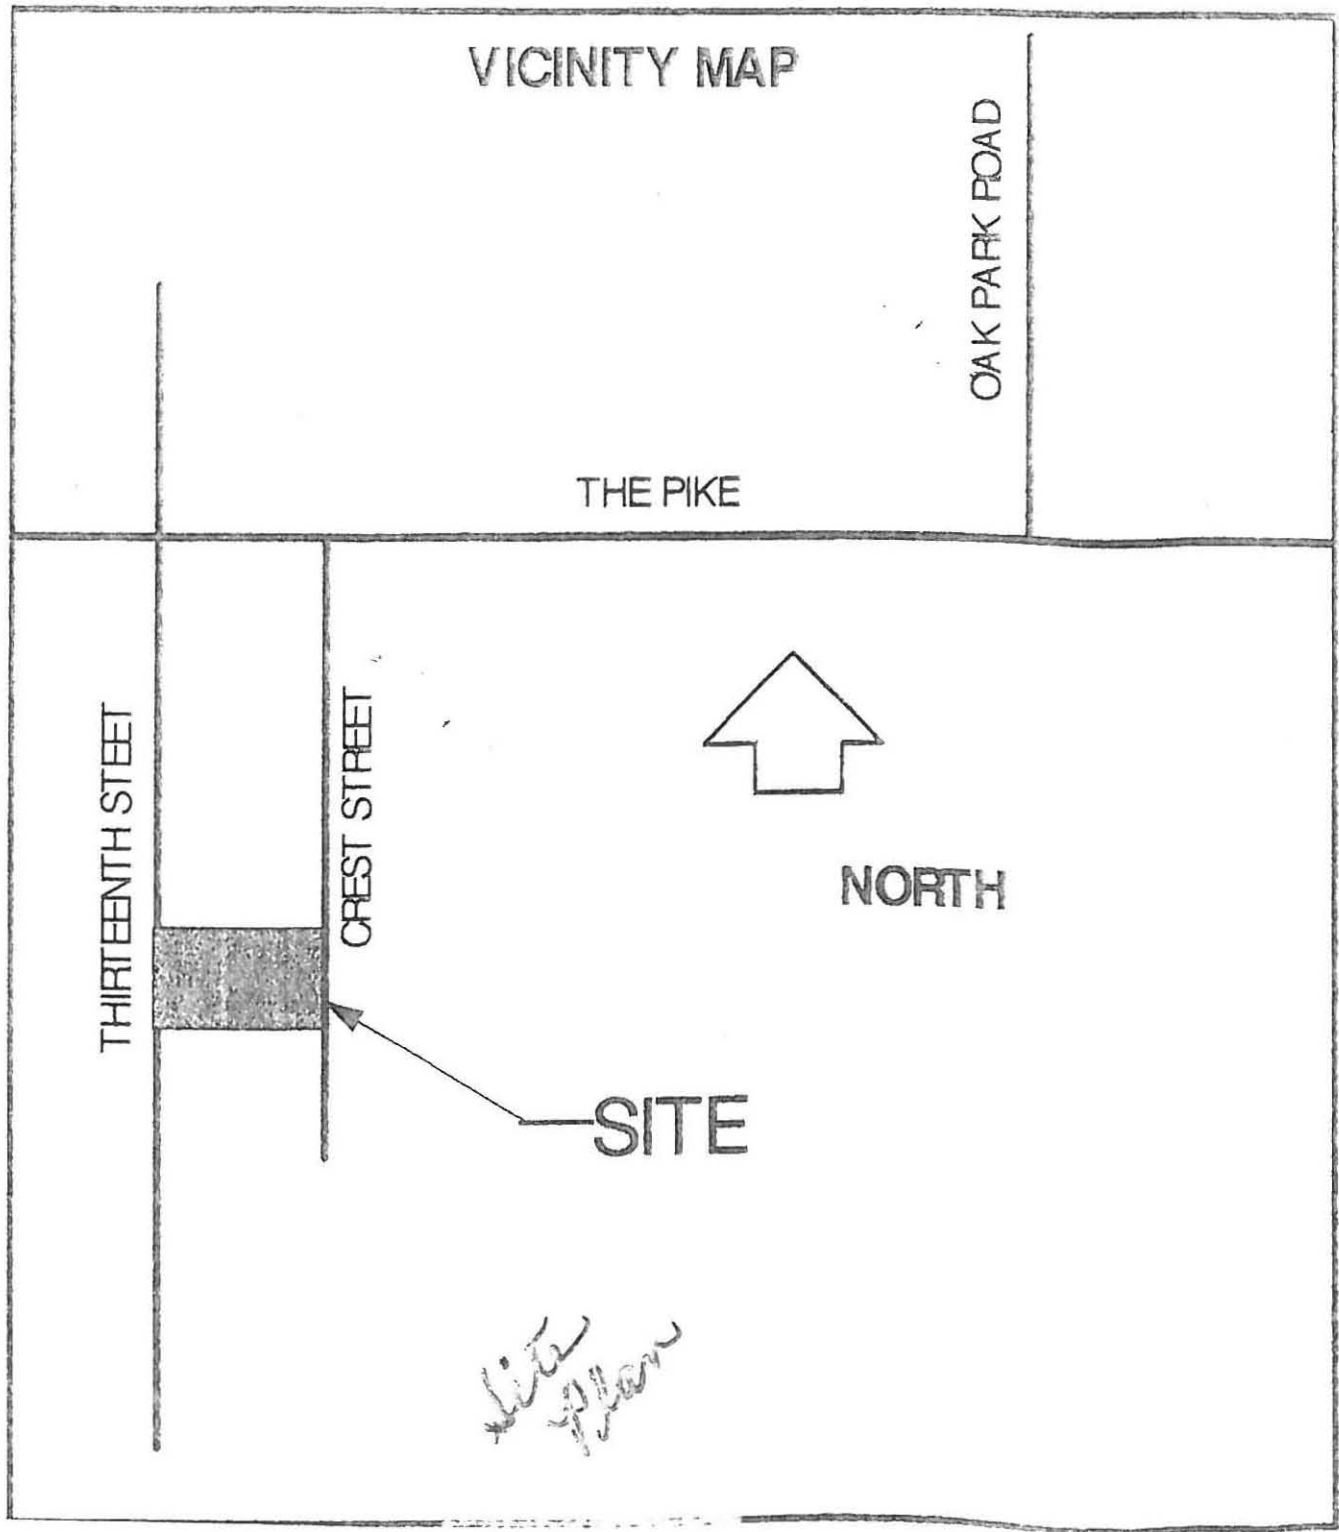 VICINITY MAP
OAK PARK ROAD
THE PIKE
THIRTEENTH STEET
CREST STREET
NORTH
SITE
Site
Plan